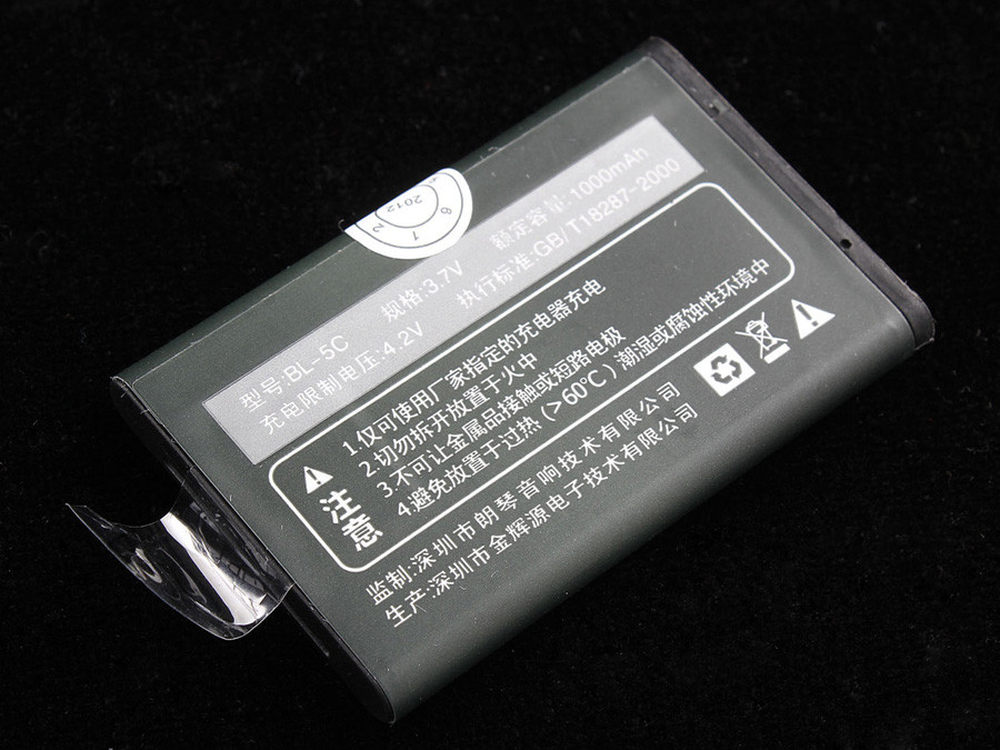 2012
6
1
2
型号:BL-5C 规格:3.7V 额定容量:1000mAh
充电限制电压:4.2V 执行标准:GB/T18287-2000
注意
1.仅可使用厂家指定的充电器充电
2.切勿拆开放置于火中
3.不可让金属品接触或短路电极
4.避免放置于过热(>60℃)潮湿或腐蚀性环境中
监制:深圳市朗琴音响技术有限公司
生产:深圳市金辉源电子技术有限公司